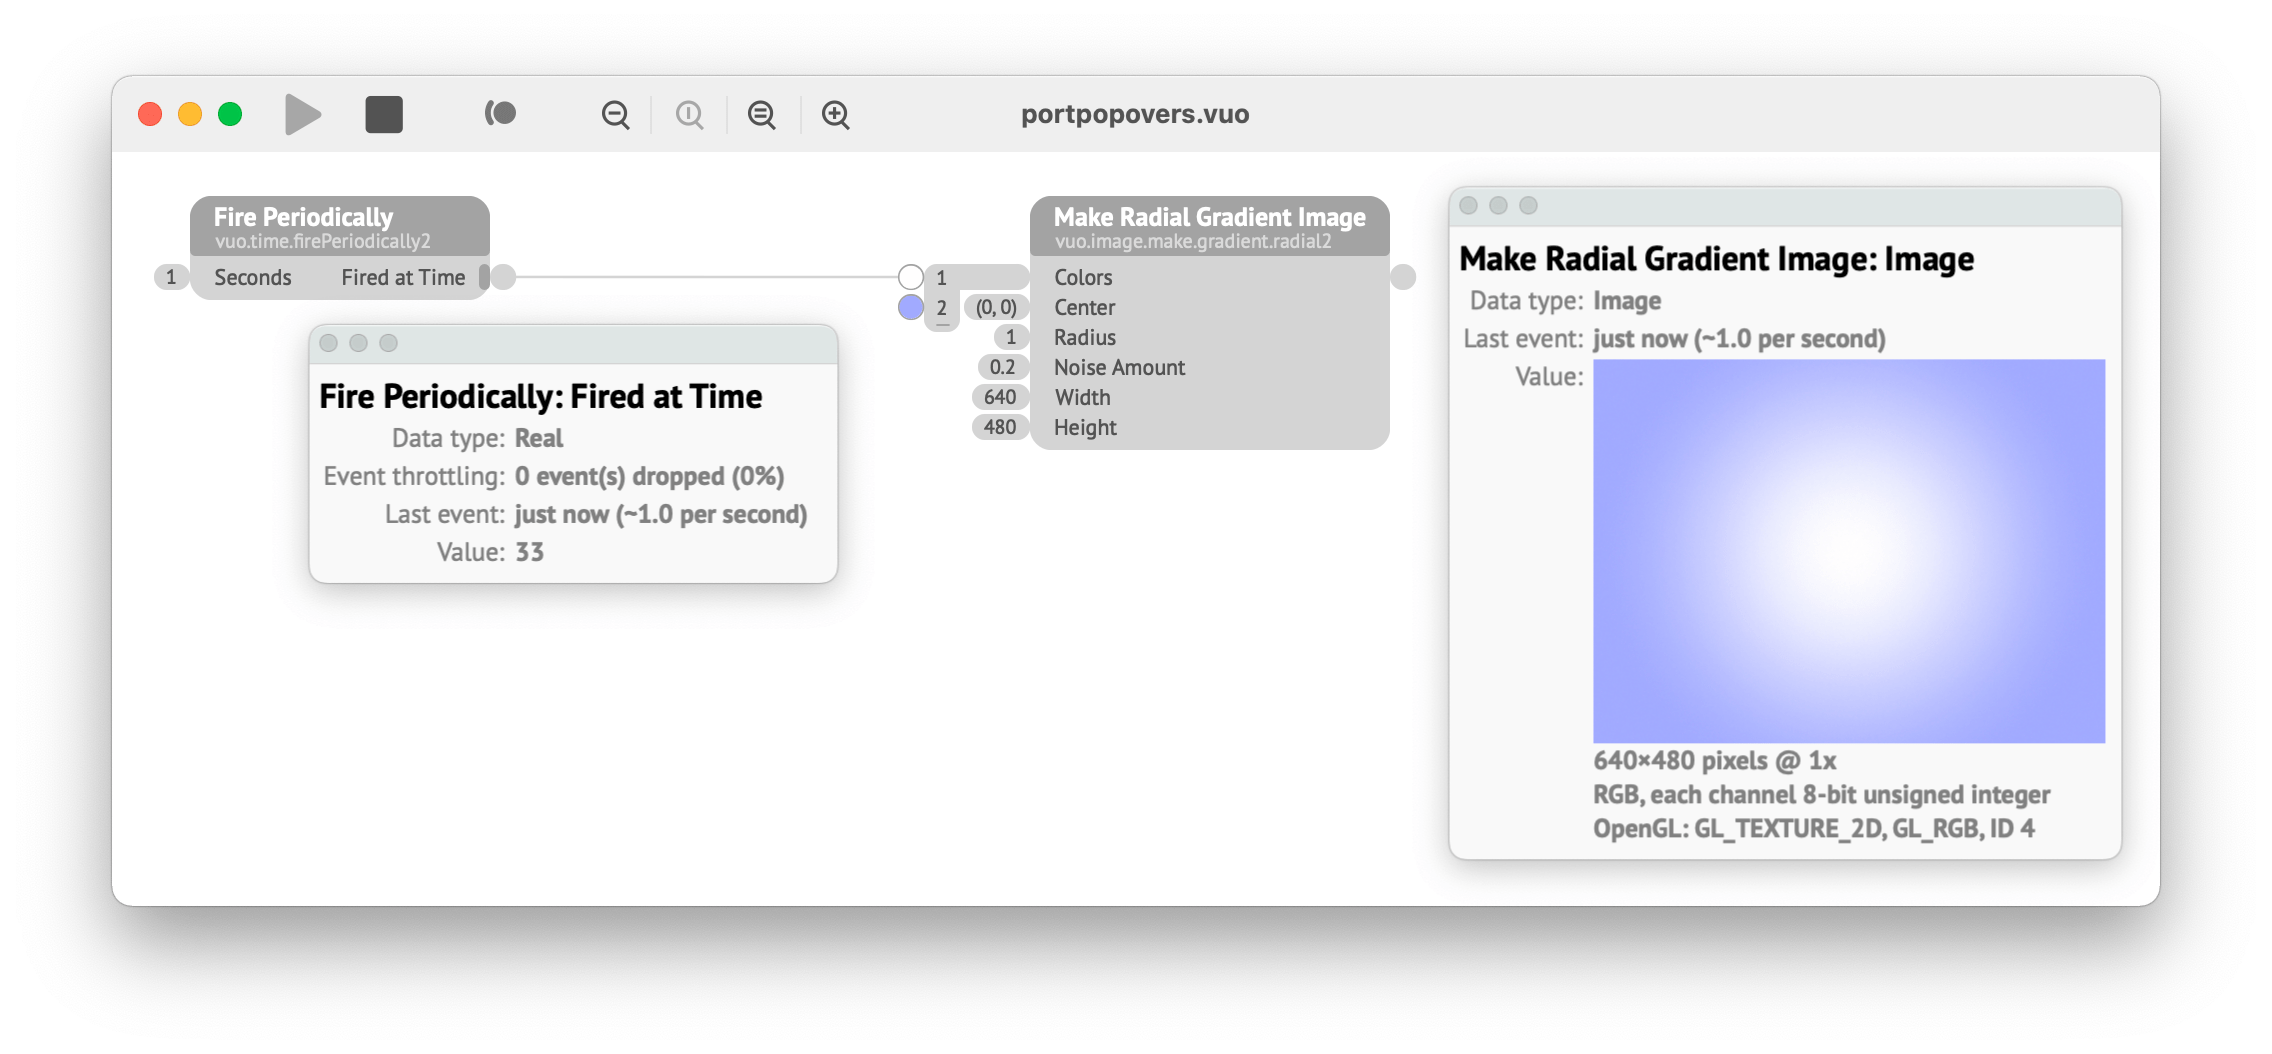 portpopovers.vuo
Fire Periodically
vuo.time.firePeriodically2
1 Seconds Fired at Time
Fire Periodically: Fired at Time
Data type: Real
Event throttling: 0 event(s) dropped (0%)
Last event: just now (~1.0 per second)
Value: 33
Make Radial Gradient Image
vuo.image.make.gradient.radial2
1 Colors
2 (0, 0) Center
1 Radius
0.2 Noise Amount
640 Width
480 Height
Make Radial Gradient Image: Image
Data type: Image
Last event: just now (~1.0 per second)
Value:
640×480 pixels @ 1x
RGB, each channel 8-bit unsigned integer
OpenGL: GL_TEXTURE_2D, GL_RGB, ID 4